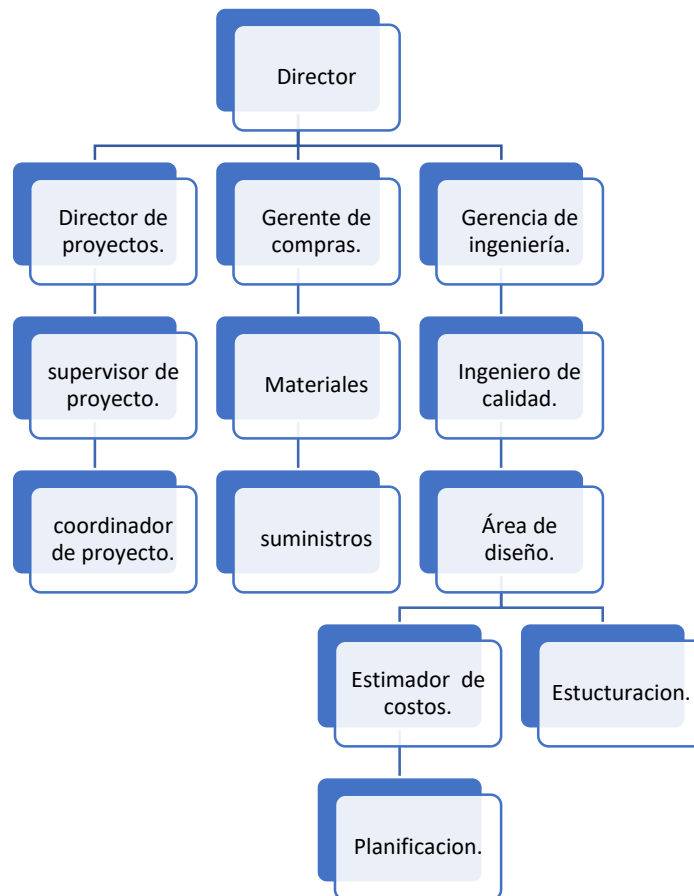 Director
Director de
proyectos.
Gerente de
compras.
Gerencia de
ingeniería.
supervisor de
proyecto.
Materiales
Ingeniero de
calidad.
coordinador
de proyecto.
suministros
Área de
diseño.
Estimador de
costos.
Estucturacion.
Planificacion.